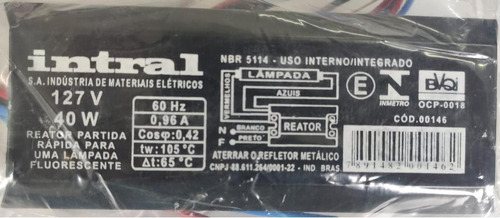 intral
S.A. INDÚSTRIA DE MATERIAIS ELÉTRICOS
127 V
40 W
REATOR PARTIDA
RÁPIDA PARA
UMA LÂMPADA
FLUORESCENTE
60 Hz
0,96 A
Cosφ:0,42
tw: 105°C
Δt: 65°C
NBR 5114 - USO INTERNO/INTEGRADO
LÂMPADA
VERMELHOS
AZUIS
BRANCO
PRETO
N
F
REATOR
ATERRAR O REFLETOR METÁLICO
CNPJ 88.611.264/0001-22 - IND. BRAS
E
N
INMETRO
BVQi
OCP-0018
CÓD.00146
7891482001462